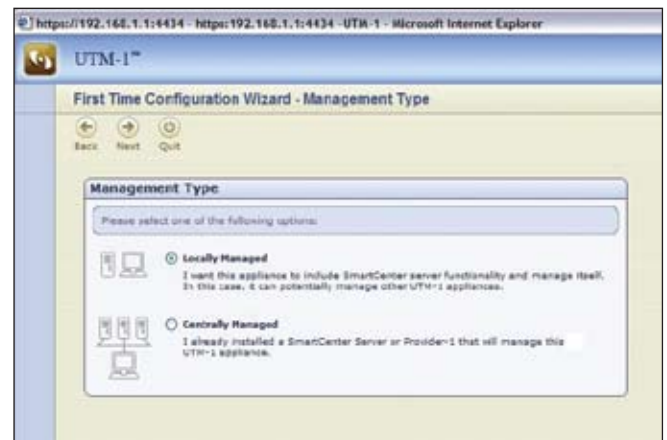 https://192.168.1.1:4434 - https:192.168.1.1:4434 -UTM-1 - Microsoft Internet Explorer
UTM-1™
First Time Configuration Wizard - Management Type
Back Next Quit
Management Type
Please select one of the following options:
Locally Managed
I want this appliance to include SmartCenter server functionality and manage itself.
In this case, it can potentially manage other UTM-1 appliances.
Centrally Managed
I already installed a SmartCenter Server or Provider-1 that will manage this
UTM-1 appliance.